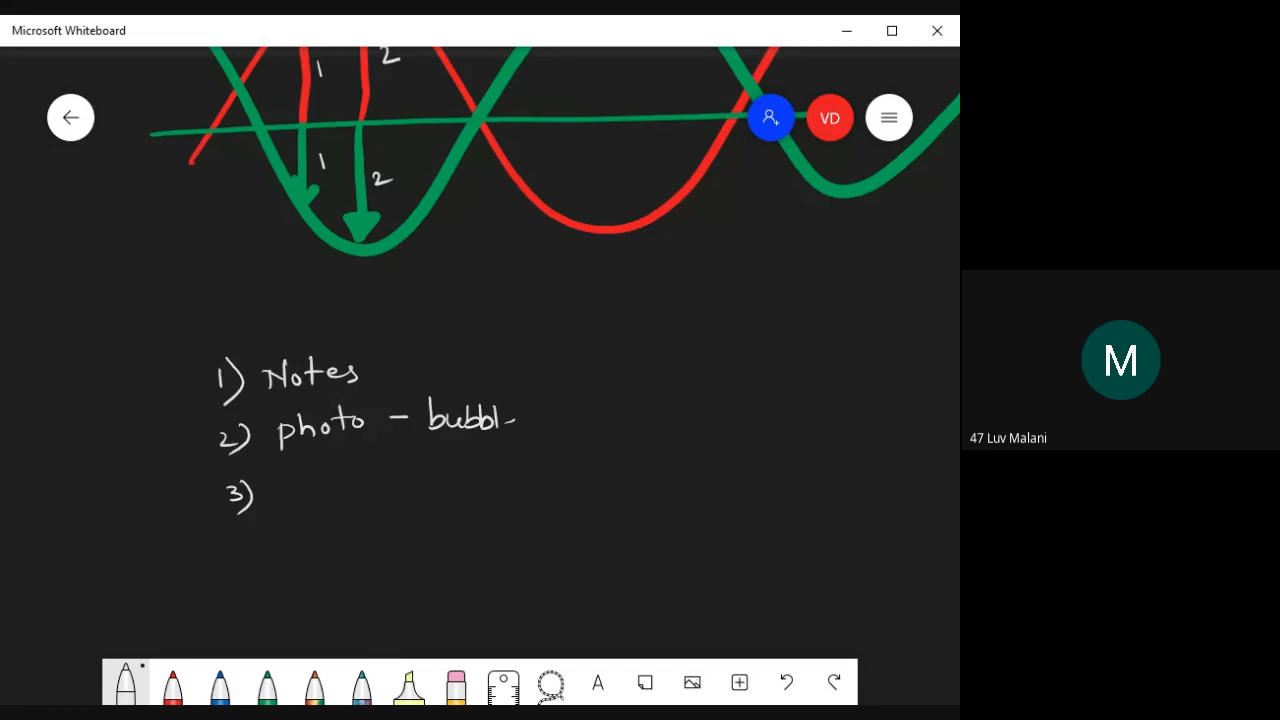 Microsoft Whiteboard
1 2
VD
1 2
M
1) Notes
2) photo - bubbl
47 Luv Malani
3)
A